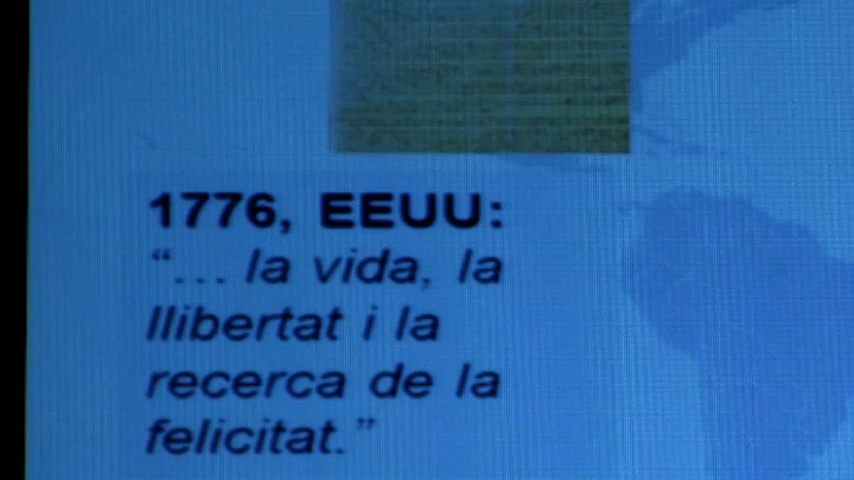 1776, EEUU:
“... la vida, la
llibertat i la
recerca de la
felicitat.”